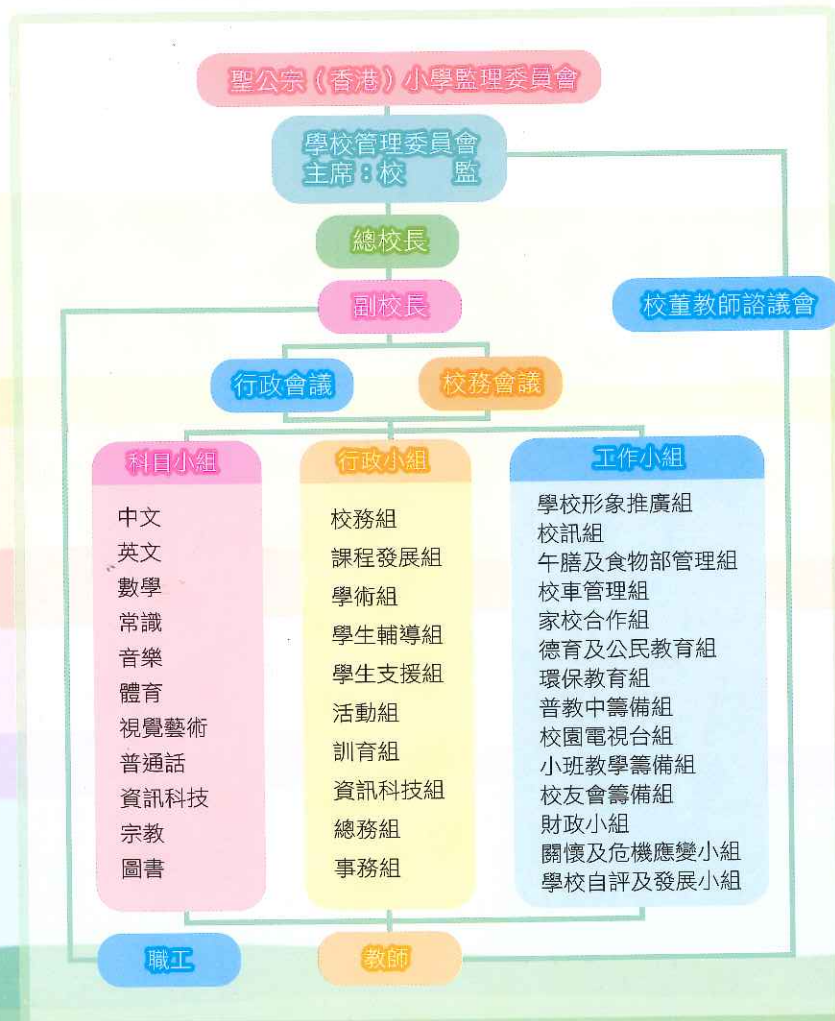 聖公宗（香港）小學監理委員會
學校管理委員會
主席：校　　監
總校長
副校長
校董教師諮議會
行政會議
校務會議
科目小組
中文
英文
數學
常識
音樂
體育
視覺藝術
普通話
資訊科技
宗教
圖書
行政小組
校務組
課程發展組
學術組
學生輔導組
學生支援組
活動組
訓育組
資訊科技組
總務組
事務組
工作小組
學校形象推廣組
校訊組
午膳及食物部管理組
校車管理組
家校合作組
德育及公民教育組
環保教育組
普教中籌備組
校園電視台組
小班教學籌備組
校友會籌備組
財政小組
關懷及危機應變小組
學校自評及發展小組
職工
教師